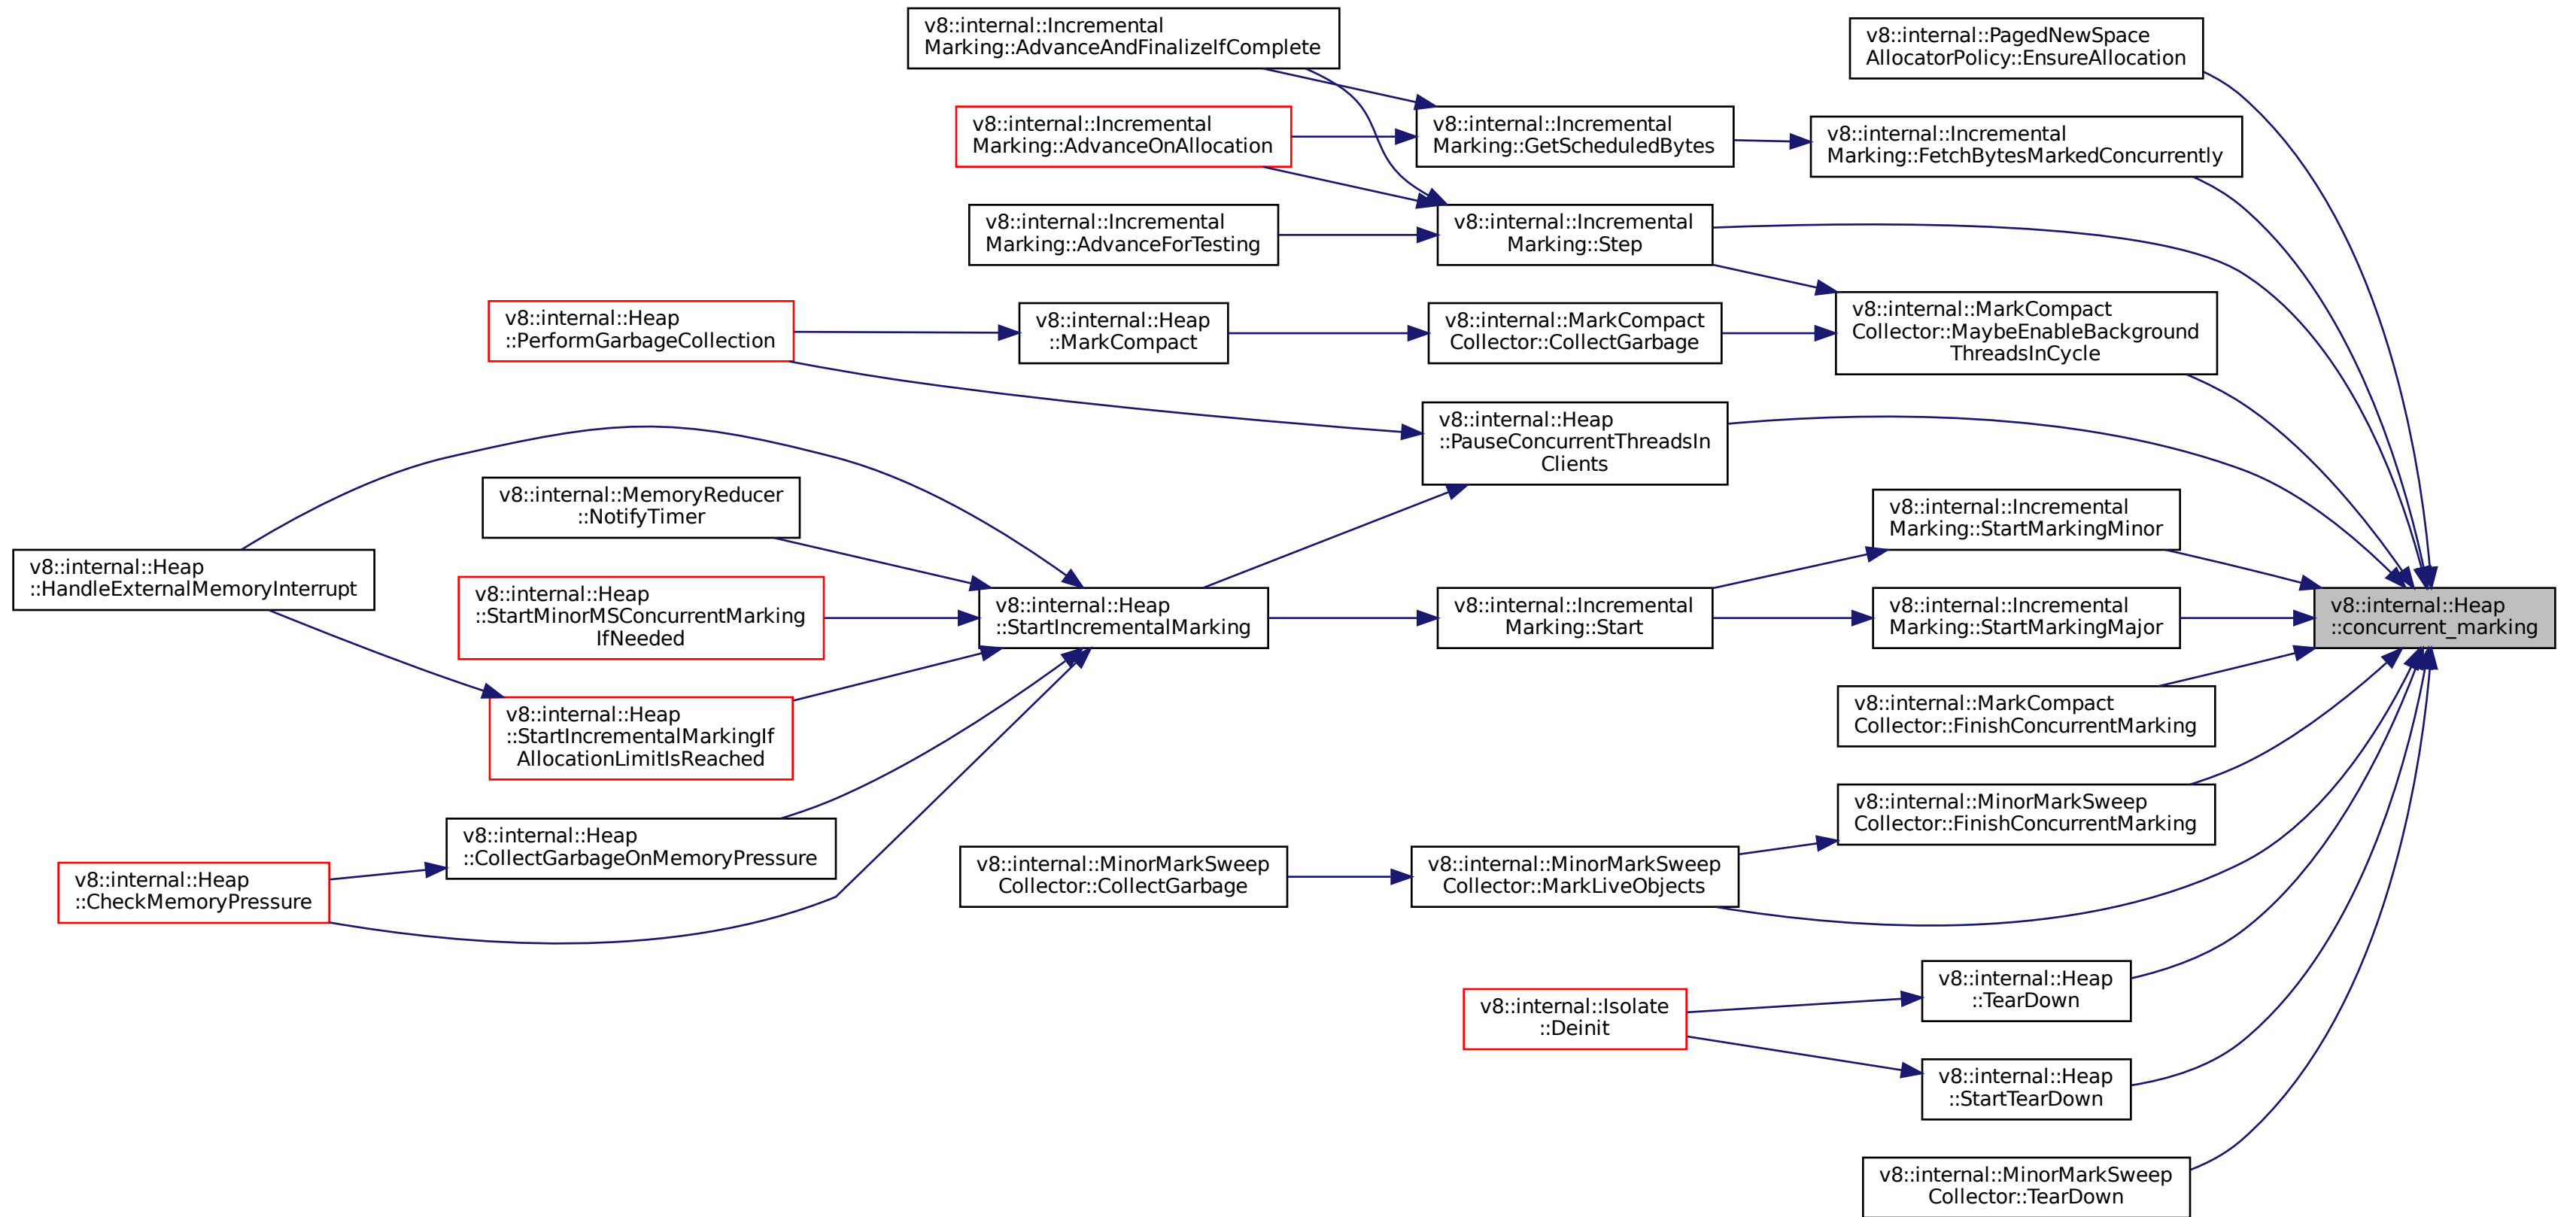 v8::internal::Incremental
Marking::AdvanceAndFinalizeIfComplete
v8::internal::PagedNewSpace
AllocatorPolicy::EnsureAllocation
v8::internal::Incremental
Marking::AdvanceOnAllocation
v8::internal::Incremental
Marking::GetScheduledBytes
v8::internal::Incremental
Marking::FetchBytesMarkedConcurrently
v8::internal::Incremental
Marking::AdvanceForTesting
v8::internal::Incremental
Marking::Step
v8::internal::Heap
::PerformGarbageCollection
v8::internal::Heap
::MarkCompact
v8::internal::MarkCompact
Collector::CollectGarbage
v8::internal::MarkCompact
Collector::MaybeEnableBackground
ThreadsInCycle
v8::internal::Heap
::PauseConcurrentThreadsIn
Clients
v8::internal::MemoryReducer
::NotifyTimer
v8::internal::Incremental
Marking::StartMarkingMinor
v8::internal::Heap
::HandleExternalMemoryInterrupt
v8::internal::Heap
::StartMinorMSConcurrentMarking
IfNeeded
v8::internal::Heap
::StartIncrementalMarking
v8::internal::Incremental
Marking::Start
v8::internal::Incremental
Marking::StartMarkingMajor
v8::internal::Heap
::concurrent_marking
v8::internal::Heap
::StartIncrementalMarkingIf
AllocationLimitIsReached
v8::internal::MarkCompact
Collector::FinishConcurrentMarking
v8::internal::Heap
::CollectGarbageOnMemoryPressure
v8::internal::MinorMarkSweep
Collector::FinishConcurrentMarking
v8::internal::Heap
::CheckMemoryPressure
v8::internal::MinorMarkSweep
Collector::CollectGarbage
v8::internal::MinorMarkSweep
Collector::MarkLiveObjects
v8::internal::Heap
::TearDown
v8::internal::Isolate
::Deinit
v8::internal::Heap
::StartTearDown
v8::internal::MinorMarkSweep
Collector::TearDown